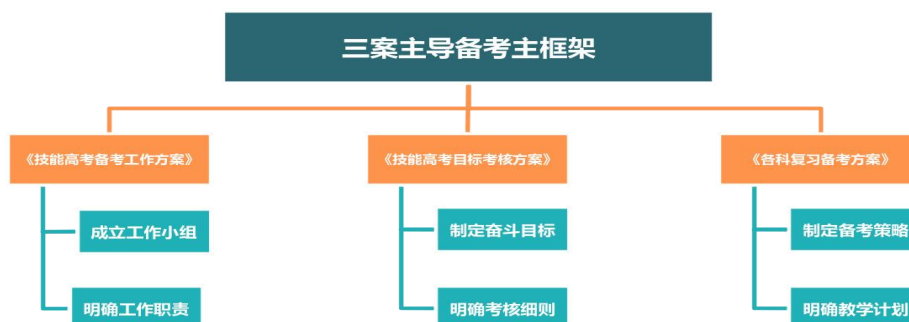 三案主导备考主框架
《技能高考备考工作方案》
《技能高考目标考核方案》
《各科复习备考方案》
成立工作小组
制定奋斗目标
制定备考策略
明确工作职责
明确考核细则
明确教学计划